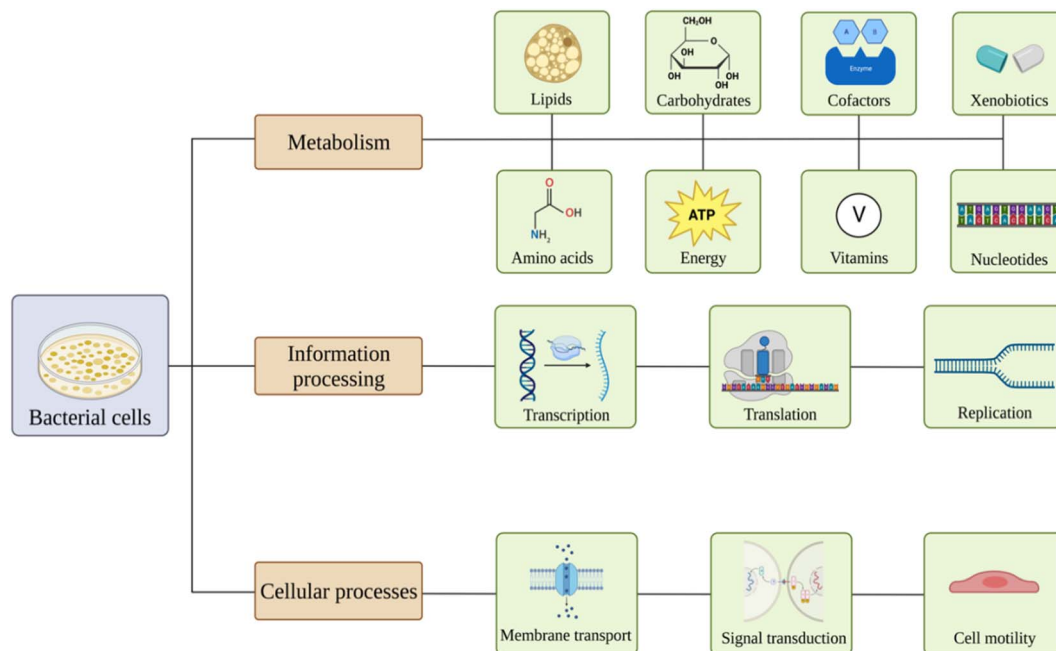 CH₂OH
O
OH
OH
OH
OH
A
B
Enzyme
Lipids
Carbohydrates
Cofactors
Xenobiotics
Metabolism
O
OH
NH₂
ATP
V
Amino acids
Energy
Vitamins
Nucleotides
Information
processing
Transcription
Translation
Replication
Bacterial cells
Cellular processes
Membrane transport
Signal transduction
Cell motility